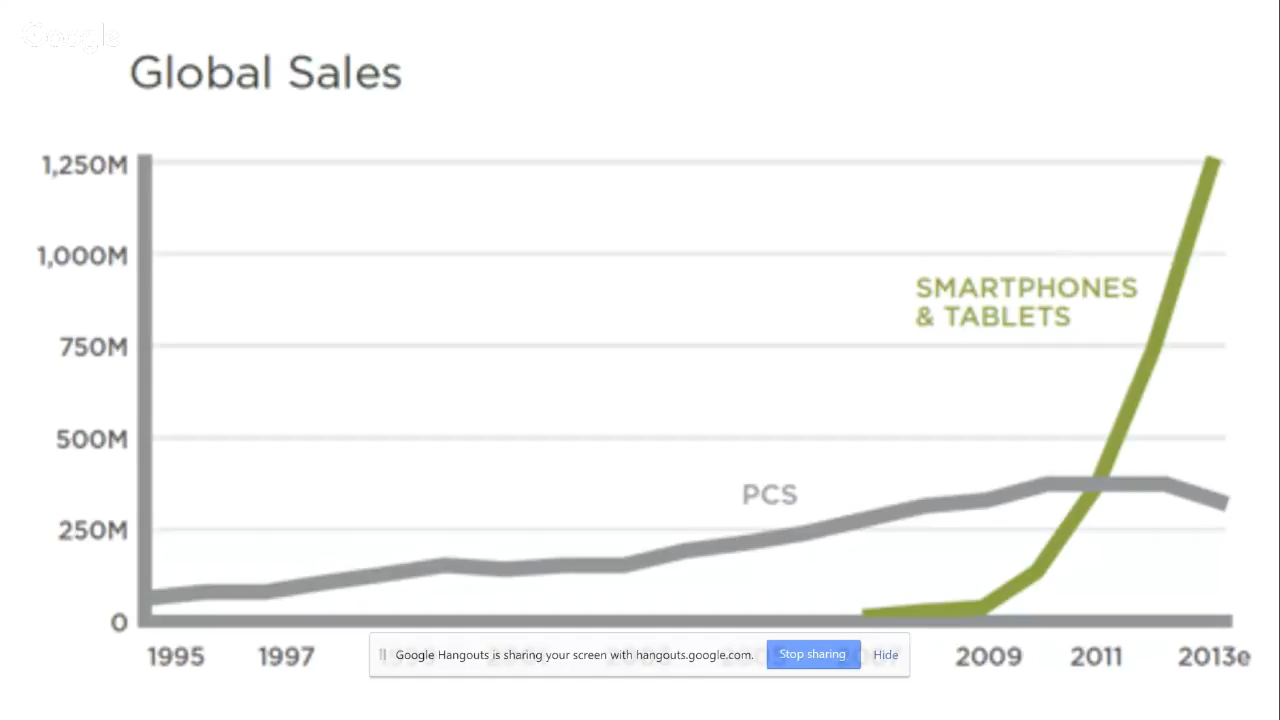 Google
Global Sales
1,250M
1,000M
SMARTPHONES
& TABLETS
750M
500M
PCS
250M
0
1995 1997 2009 2011 2013e
Google Hangouts is sharing your screen with hangouts.google.com. Stop sharing Hide